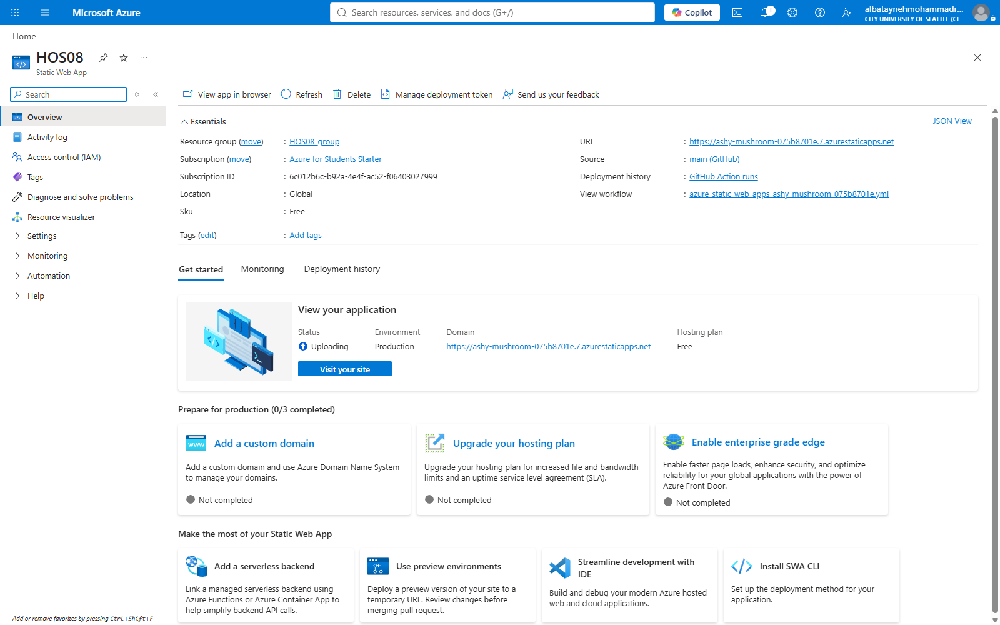 Microsoft Azure
Search resources, services, and docs (G+/)
Copilot
1
albataynehmohammadr...
CITY UNIVERSITY OF SEATTLE (CI...
Home
HOS08
Static Web App
Search
Overview
Activity log
Access control (IAM)
Tags
Diagnose and solve problems
Resource visualizer
Settings
Monitoring
Automation
Help
Add or remove favorites by pressing Ctrl+Shift+F
View app in browser
Refresh
Delete
Manage deployment token
Send us your feedback
Essentials
JSON View
Resource group (move) : HOS08_group
Subscription (move) : Azure for Students Starter
Subscription ID : 6c012b6c-b92a-4e4f-ac52-f06403027999
Location : Global
Sku : Free
Tags (edit) : Add tags
URL : https://ashy-mushroom-075b8701e.7.azurestaticapps.net
Source : main (GitHub)
Deployment history : GitHub Action runs
View workflow : azure-static-web-apps-ashy-mushroom-075b8701e.yml
Get started
Monitoring
Deployment history
View your application
Status
Uploading
Environment
Production
Domain
https://ashy-mushroom-075b8701e.7.azurestaticapps.net
Hosting plan
Free
Visit your site
Prepare for production (0/3 completed)
www
Add a custom domain
Add a custom domain and use Azure Domain Name System
to manage your domains.
Not completed
Upgrade your hosting plan
Upgrade your hosting plan for increased file and bandwidth
limits and an uptime service level agreement (SLA).
Not completed
Enable enterprise grade edge
Enable faster page loads, enhance security, and optimize
reliability for your global applications with the power of
Azure Front Door.
Not completed
Make the most of your Static Web App
Add a serverless backend
Link a managed serverless backend using
Azure Functions or Azure Container App to
help simplify backend API calls.
Use preview environments
Deploy a preview version of your site to a
temporary URL. Review changes before
merging pull request.
Streamline development with
IDE
Build and debug your modern Azure hosted
web and cloud applications.
Install SWA CLI
Set up the deployment method for your
application.